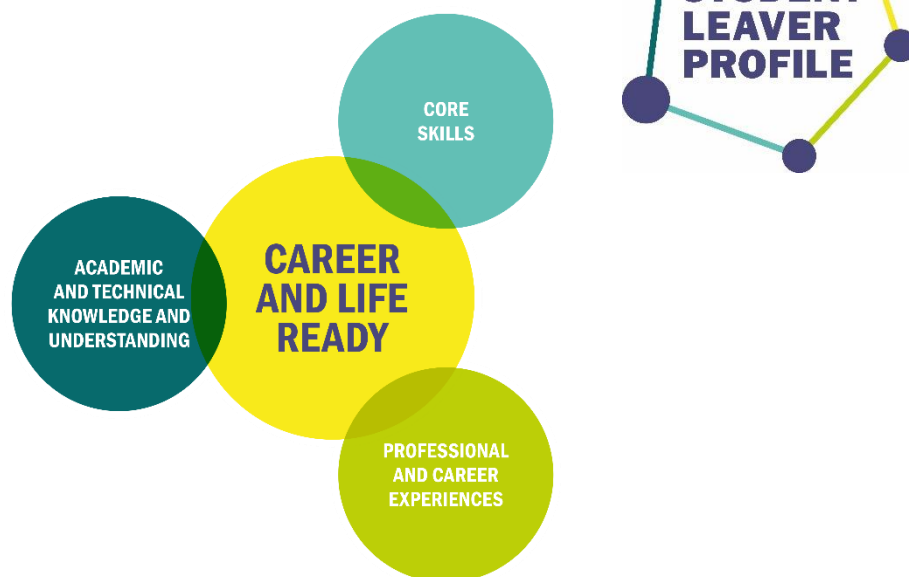 LEAVER
PROFILE
CORE
SKILLS
CAREER
AND LIFE
READY
ACADEMIC
AND TECHNICAL
KNOWLEDGE AND
UNDERSTANDING
PROFESSIONAL
AND CAREER
EXPERIENCES